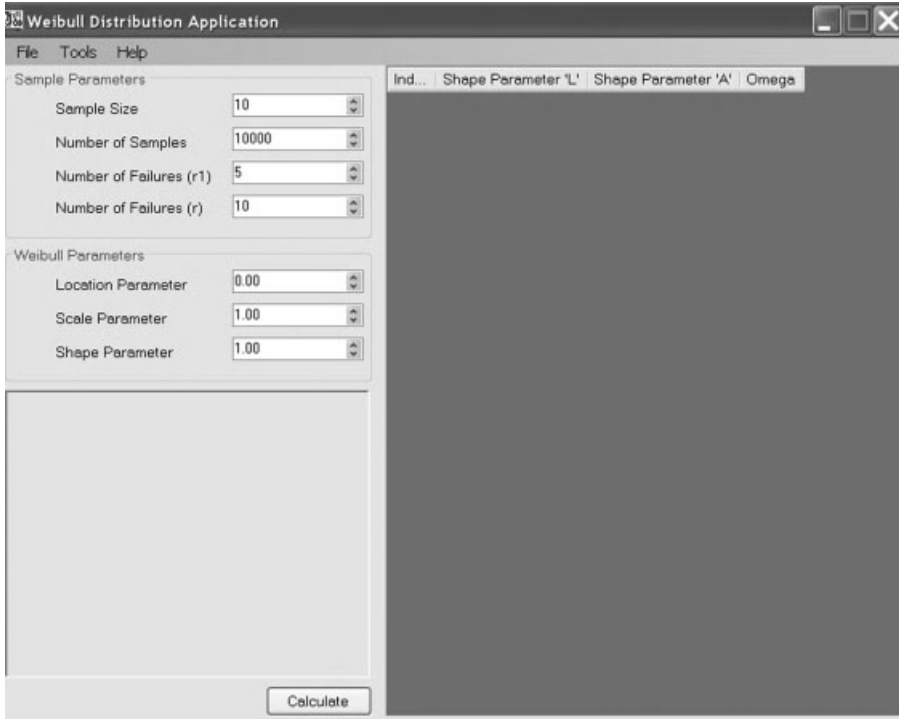 Weibull Distribution Application
File Tools Help
Sample Parameters
Sample Size 10
Number of Samples 10000
Number of Failures (r1) 5
Number of Failures (r) 10
Weibull Parameters
Location Parameter 0.00
Scale Parameter 1.00
Shape Parameter 1.00
Calculate
Ind... Shape Parameter 'L' Shape Parameter 'A' Omega